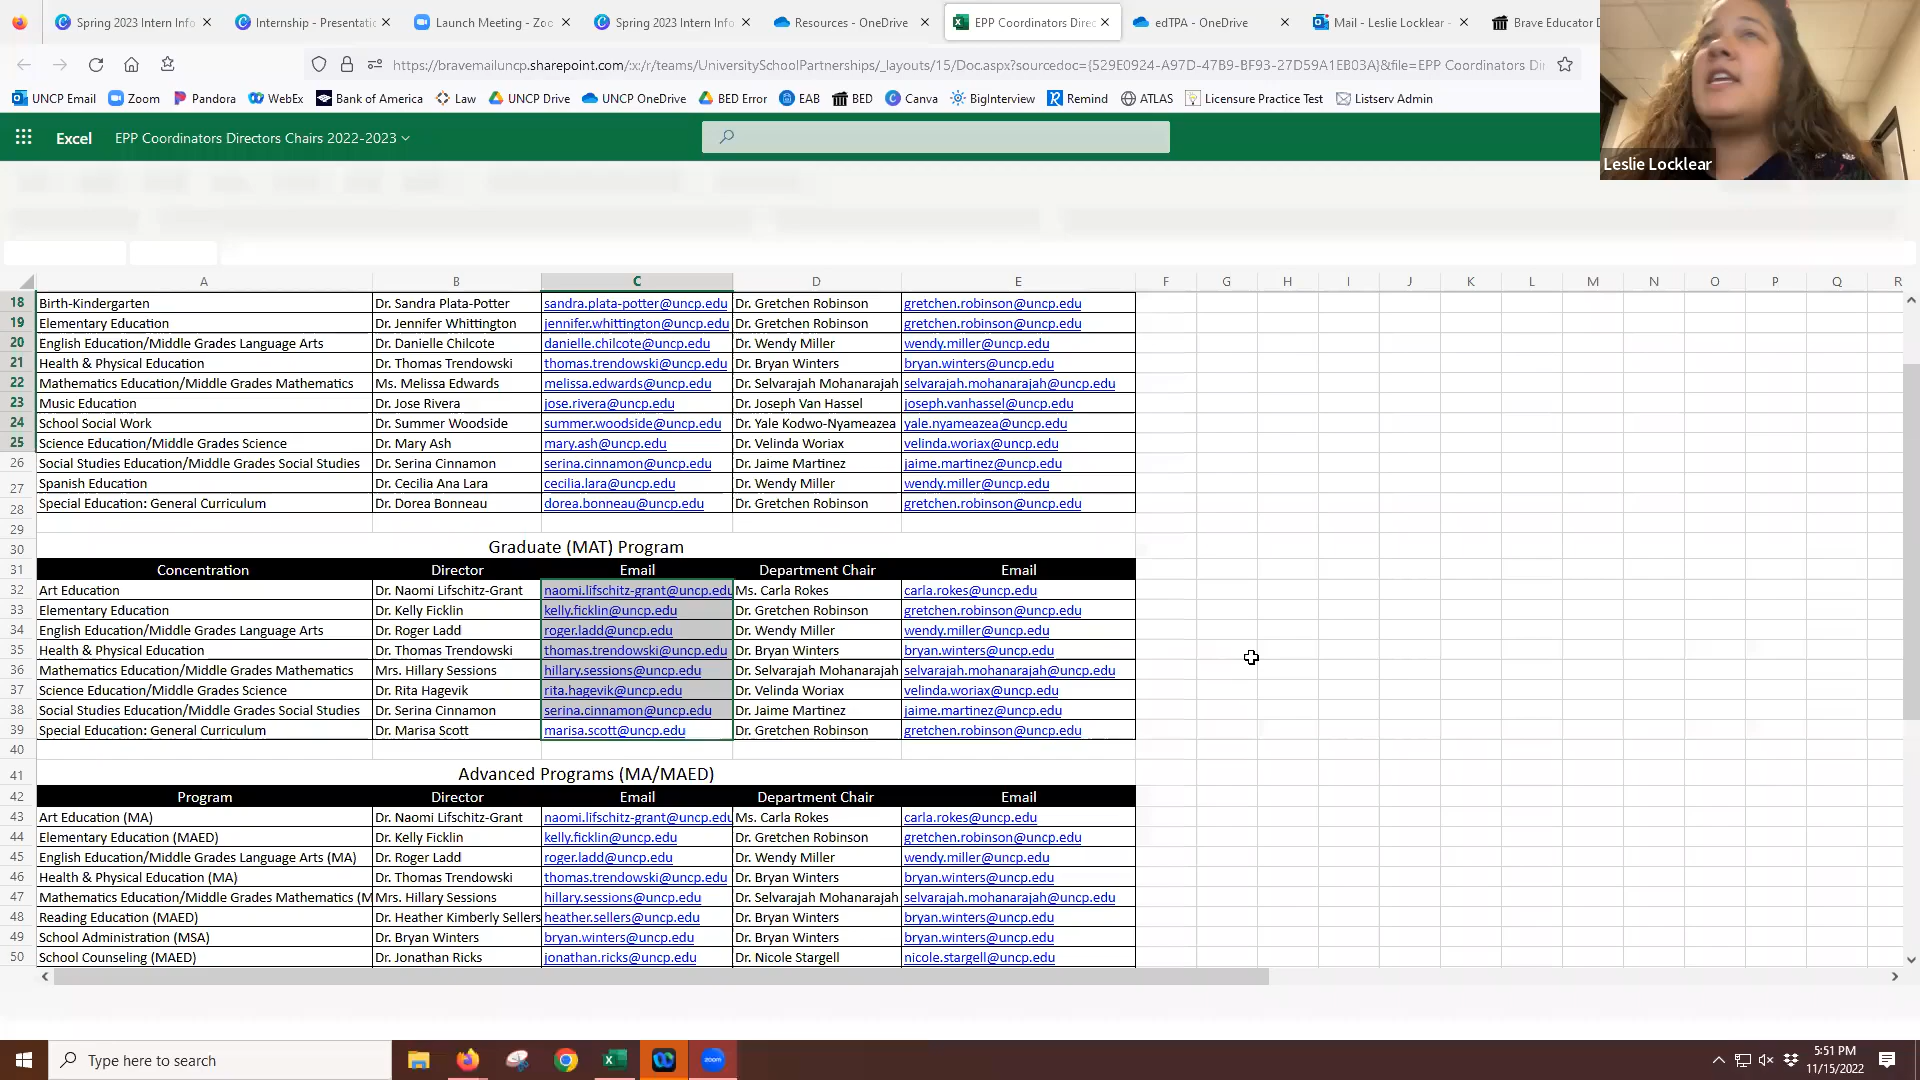 Spring 2023 Intern Info
Internship - Presentatic
Launch Meeting - Zoc
Spring 2023 Intern Info
Resources - OneDrive
EPP Coordinators Direc
edTPA - OneDrive
Mail - Leslie Locklear -
Brave Educator D
https://bravemailuncp.sharepoint.com/:x:/r/teams/UniversitySchoolPartnerships/_layouts/15/Doc.aspx?sourcedoc={529E0924-A97D-47B9-BF93-27D59A1EB03A}&file=EPP Coordinators Di
UNCP Email Zoom Pandora WebEx Bank of America Law UNCP Drive UNCP OneDrive BED Error EAB BED Canva BigInterview Remind ATLAS Licensure Practice Test Listserv Admin
Excel EPP Coordinators Directors Chairs 2022-2023
Leslie Locklear
A B C D E F G H I J K L M N O P Q R
18 Birth-Kindergarten Dr. Sandra Plata-Potter sandra.plata-potter@uncp.edu Dr. Gretchen Robinson gretchen.robinson@uncp.edu
19 Elementary Education Dr. Jennifer Whittington jennifer.whittington@uncp.edu Dr. Gretchen Robinson gretchen.robinson@uncp.edu
20 English Education/Middle Grades Language Arts Dr. Danielle Chilcote danielle.chilcote@uncp.edu Dr. Wendy Miller wendy.miller@uncp.edu
21 Health & Physical Education Dr. Thomas Trendowski thomas.trendowski@uncp.edu Dr. Bryan Winters bryan.winters@uncp.edu
22 Mathematics Education/Middle Grades Mathematics Ms. Melissa Edwards melissa.edwards@uncp.edu Dr. Selvarajah Mohanarajah selvarajah.mohanarajah@uncp.edu
23 Music Education Dr. Jose Rivera jose.rivera@uncp.edu Dr. Joseph Van Hassel joseph.vanhassel@uncp.edu
24 School Social Work Dr. Summer Woodside summer.woodside@uncp.edu Dr. Yale Kodwo-Nyameazea yale.nyameazea@uncp.edu
25 Science Education/Middle Grades Science Dr. Mary Ash mary.ash@uncp.edu Dr. Velinda Woriax velinda.woriax@uncp.edu
26 Social Studies Education/Middle Grades Social Studies Dr. Serina Cinnamon serina.cinnamon@uncp.edu Dr. Jaime Martinez jaime.martinez@uncp.edu
27 Spanish Education Dr. Cecilia Ana Lara cecilia.lara@uncp.edu Dr. Wendy Miller wendy.miller@uncp.edu
28 Special Education: General Curriculum Dr. Dorea Bonneau dorea.bonneau@uncp.edu Dr. Gretchen Robinson gretchen.robinson@uncp.edu
29
30 Graduate (MAT) Program
31 Concentration Director Email Department Chair Email
32 Art Education Dr. Naomi Lifschitz-Grant naomi.lifschitz-grant@uncp.edu Ms. Carla Rokes carla.rokes@uncp.edu
33 Elementary Education Dr. Kelly Ficklin kelly.ficklin@uncp.edu Dr. Gretchen Robinson gretchen.robinson@uncp.edu
34 English Education/Middle Grades Language Arts Dr. Roger Ladd roger.ladd@uncp.edu Dr. Wendy Miller wendy.miller@uncp.edu
35 Health & Physical Education Dr. Thomas Trendowski thomas.trendowski@uncp.edu Dr. Bryan Winters bryan.winters@uncp.edu
36 Mathematics Education/Middle Grades Mathematics Mrs. Hillary Sessions hillary.sessions@uncp.edu Dr. Selvarajah Mohanarajah selvarajah.mohanarajah@uncp.edu
37 Science Education/Middle Grades Science Dr. Rita Hagevik rita.hagevik@uncp.edu Dr. Velinda Woriax velinda.woriax@uncp.edu
38 Social Studies Education/Middle Grades Social Studies Dr. Serina Cinnamon serina.cinnamon@uncp.edu Dr. Jaime Martinez jaime.martinez@uncp.edu
39 Special Education: General Curriculum Dr. Marisa Scott marisa.scott@uncp.edu Dr. Gretchen Robinson gretchen.robinson@uncp.edu
40
41 Advanced Programs (MA/MAED)
42 Program Director Email Department Chair Email
43 Art Education (MA) Dr. Naomi Lifschitz-Grant naomi.lifschitz-grant@uncp.edu Ms. Carla Rokes carla.rokes@uncp.edu
44 Elementary Education (MAED) Dr. Kelly Ficklin kelly.ficklin@uncp.edu Dr. Gretchen Robinson gretchen.robinson@uncp.edu
45 English Education/Middle Grades Language Arts (MA) Dr. Roger Ladd roger.ladd@uncp.edu Dr. Wendy Miller wendy.miller@uncp.edu
46 Health & Physical Education (MA) Dr. Thomas Trendowski thomas.trendowski@uncp.edu Dr. Bryan Winters bryan.winters@uncp.edu
47 Mathematics Education/Middle Grades Mathematics (M Mrs. Hillary Sessions hillary.sessions@uncp.edu Dr. Selvarajah Mohanarajah selvarajah.mohanarajah@uncp.edu
48 Reading Education (MAED) Dr. Heather Kimberly Sellers heather.sellers@uncp.edu Dr. Bryan Winters bryan.winters@uncp.edu
49 School Administration (MSA) Dr. Bryan Winters bryan.winters@uncp.edu Dr. Bryan Winters bryan.winters@uncp.edu
50 School Counseling (MAED) Dr. Jonathan Ricks jonathan.ricks@uncp.edu Dr. Nicole Stargell nicole.stargell@uncp.edu
Type here to search
zoom
5:51 PM
11/15/2022